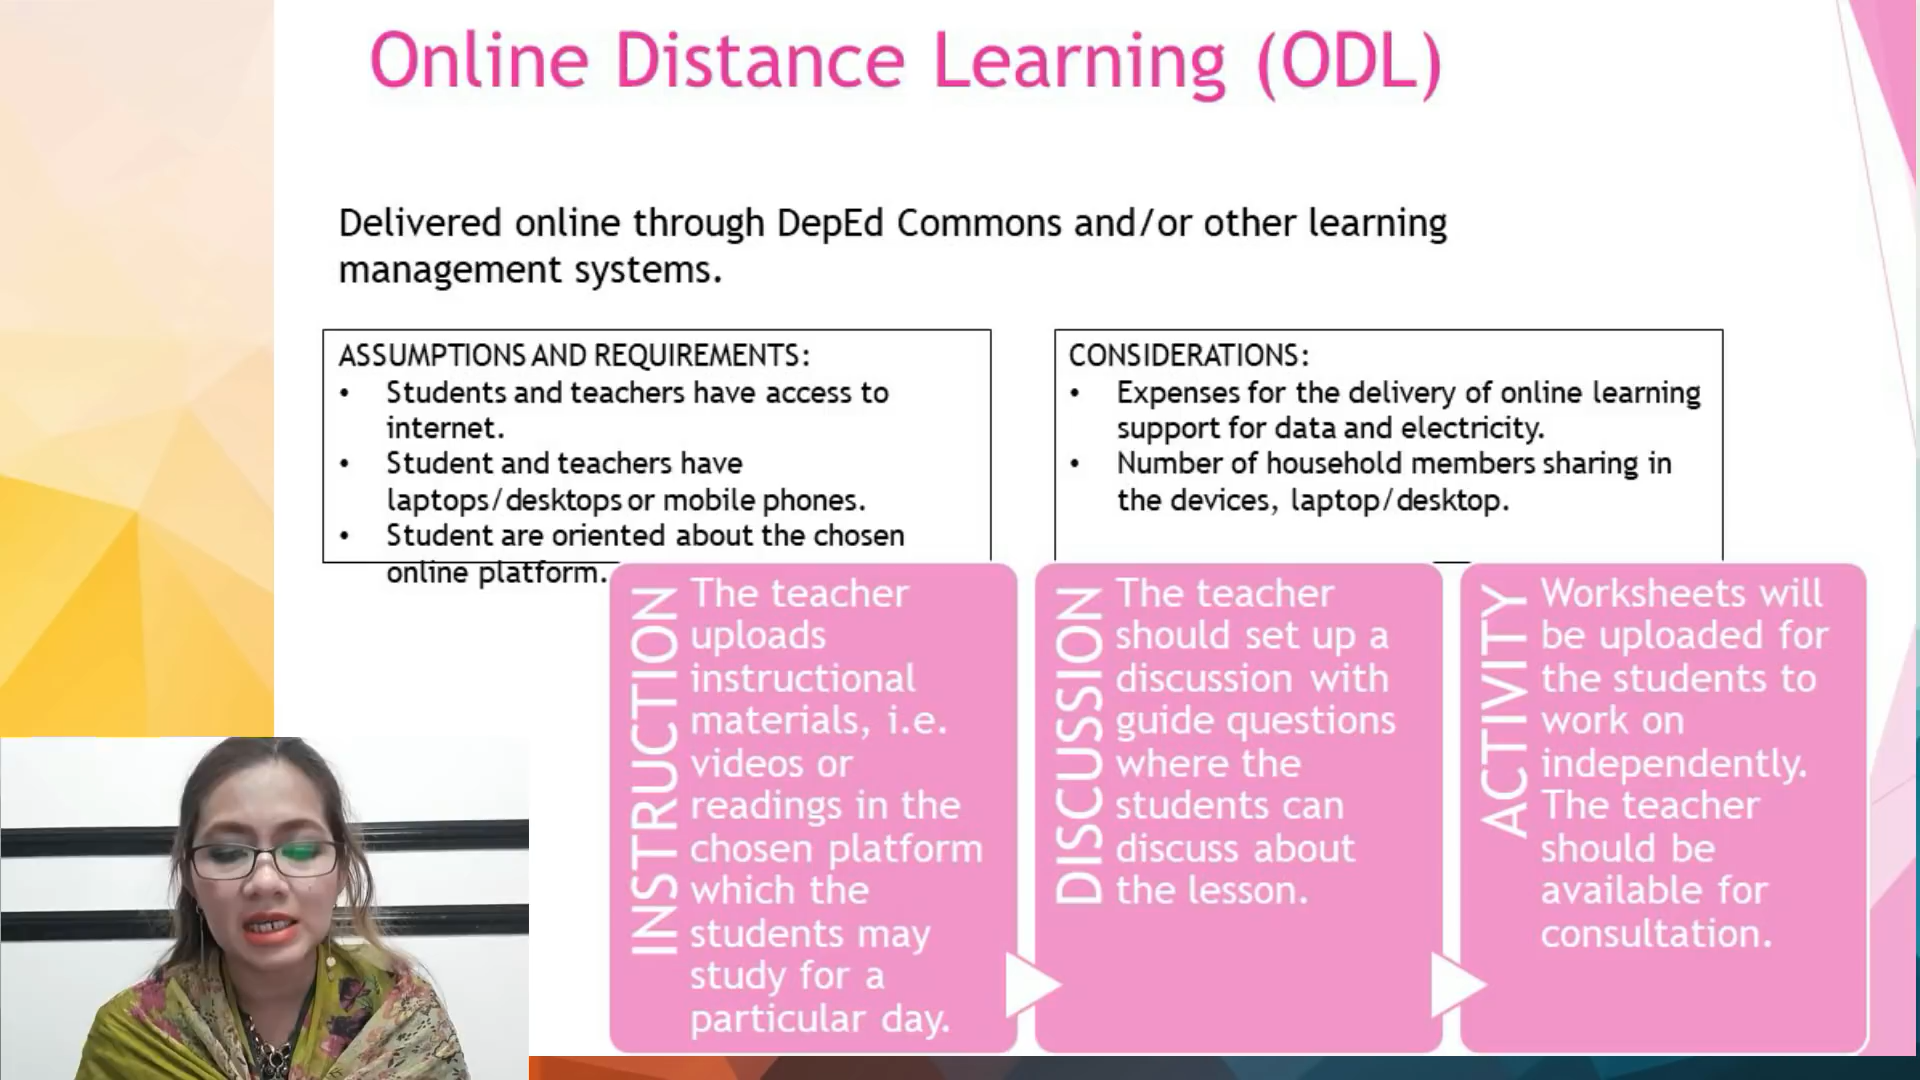 Online Distance Learning (ODL)
Delivered online through DepEd Commons and/or other learning
management systems.
ASSUMPTIONS AND REQUIREMENTS:
• Students and teachers have access to
internet.
• Student and teachers have
laptops/desktops or mobile phones.
• Student are oriented about the chosen
online platform.
CONSIDERATIONS:
• Expenses for the delivery of online learning
support for data and electricity.
• Number of household members sharing in
the devices, laptop/desktop.
INSTRUCTION
The teacher
uploads
instructional
materials, i.e.
videos or
readings in the
chosen platform
which the
students may
study for a
particular day.
DISCUSSION
The teacher
should set up a
discussion with
guide questions
where the
students can
discuss about
the lesson.
ACTIVITY
Worksheets will
be uploaded for
the students to
work on
independently.
The teacher
should be
available for
consultation.